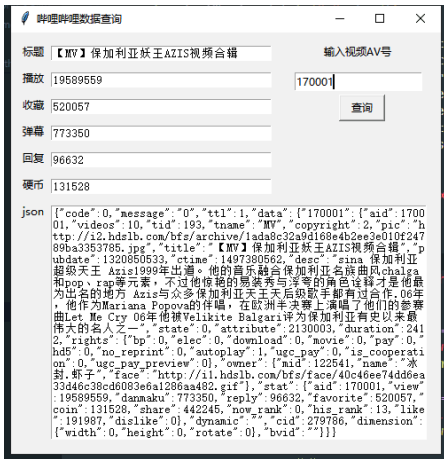 哔哩哔哩数据查询
标题 【MV】保加利亚妖王AZIS视频合辑
输入视频AV号
播放 19589559
170001
收藏 520057
查询
弹幕 773350
回复 96632
硬币 131528
json {"code":0,"message":"0","ttl":1,"data":{"170001":{"aid":1700
01,"videos":10,"tid":193,"tname":"MV","copyright":2,"pic":"h
ttp://i2.hdslb.com/bfs/archive/1ada8c32a9d168e4b2ee3e010f247
89ba3353785.jpg","title":"【MV】保加利亚妖王AZIS视频合辑","p
ubdate":1320850533,"ctime":1497380562,"desc":"sina 保加利亚
超级天王 Azis1999年出道。他的音乐融合保加利亚名族曲风chalga
和pop、rap等元素，不过他惊艳的易装秀与浮夸的角色诠释才是他最
为出名的地方 Azis与众多保加利亚天王天后级歌手都有过合作.06年
，他作为Mariana Popova的伴唱，在欧洲半决赛上演唱了他们的参赛
曲Let Me Cry 06年他被Velikite Balgari评为保加利亚有史以来最
伟大的名人之一","state":0,"attribute":2130003,"duration":241
2,"rights":{"bp":0,"elec":0,"download":0,"movie":0,"pay":0,"
hd5":0,"no_reprint":0,"autoplay":1,"ugc_pay":0,"is_cooperati
on":0,"ugc_pay_preview":0},"owner":{"mid":122541,"name":"冰
封.虾子","face":"http://i1.hdslb.com/bfs/face/40c46ee74dd6ea
33d46c38cd6083e6a1286aa482.gif"},"stat":{"aid":170001,"view"
:19589559,"danmaku":773350,"reply":96632,"favorite":520057,"
coin":131528,"share":442245,"now_rank":0,"his_rank":13,"like
":191987,"dislike":0},"dynamic":"","cid":279786,"dimension":
{"width":0,"height":0,"rotate":0},"bvid":""}}}